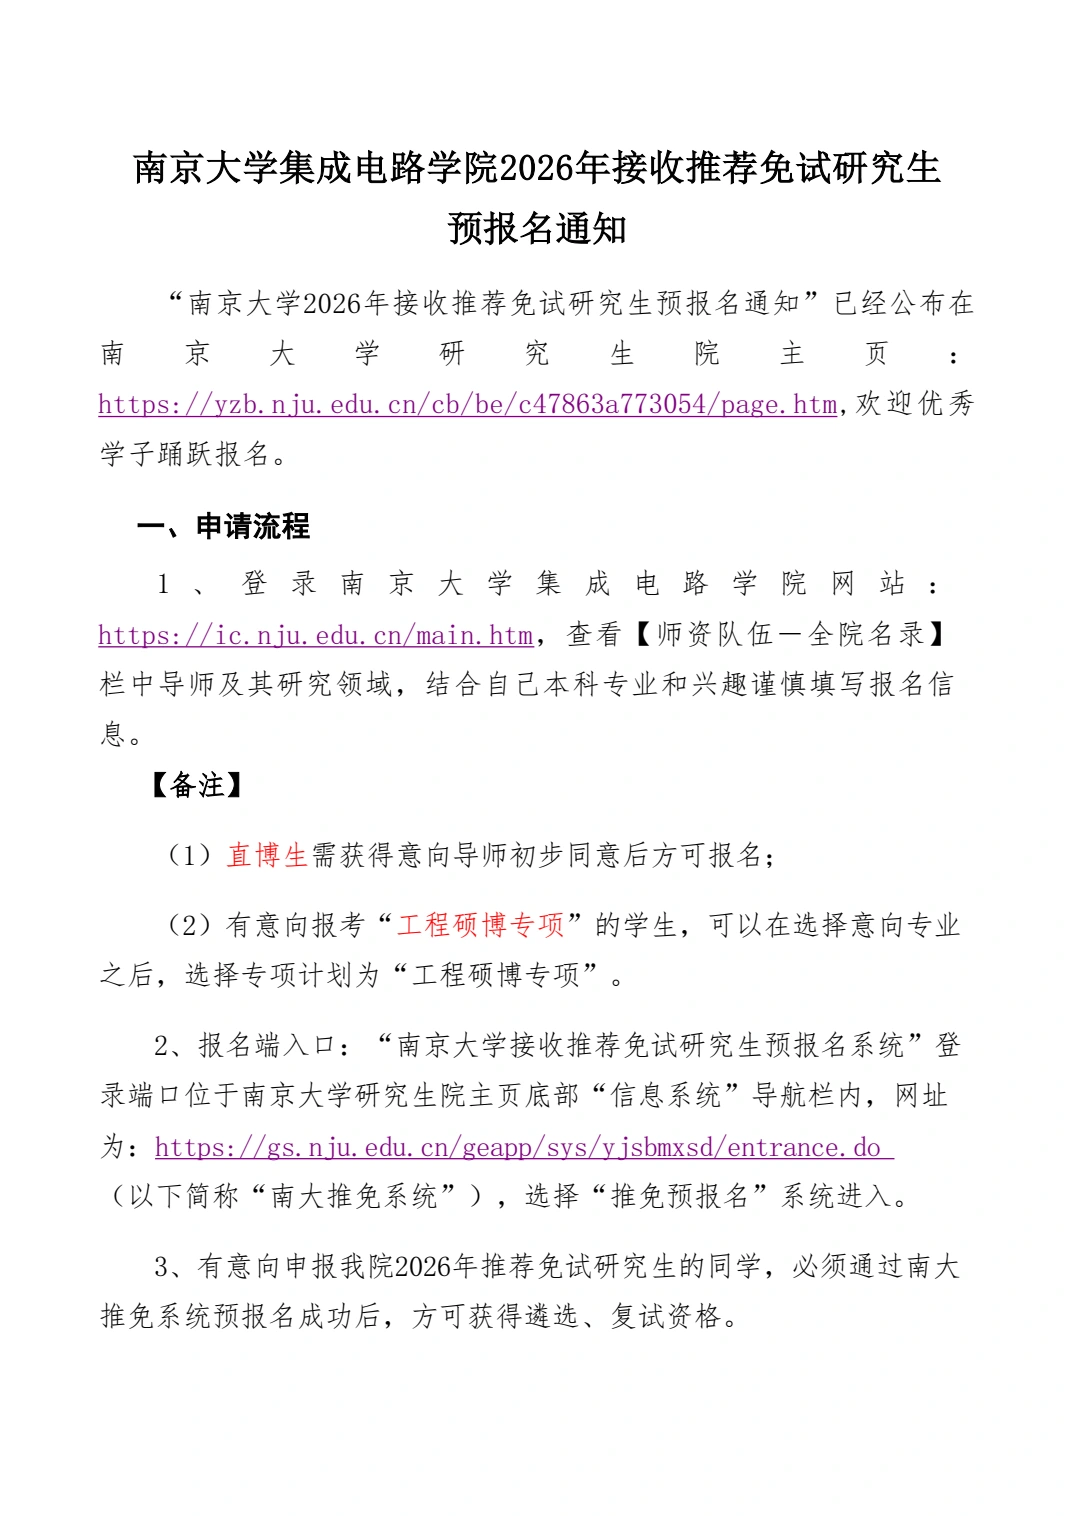 南京大学集成电路学院2026年接收推荐免试研究生
预报名通知
“南京大学2026年接收推荐免试研究生预报名通知”已经公布在
南京大学研究生院主页：
https://yzb.nju.edu.cn/cb/be/c47863a773054/page.htm,欢迎优秀
学子踊跃报名。
一、申请流程
1、登录南京大学集成电路学院网站：
https://ic.nju.edu.cn/main.htm，查看【师资队伍－全院名录】
栏中导师及其研究领域，结合自己本科专业和兴趣谨慎填写报名信
息。
【备注】
（1）直博生需获得意向导师初步同意后方可报名；
（2）有意向报考“工程硕博专项”的学生，可以在选择意向专业
之后，选择专项计划为“工程硕博专项”。
2、报名端入口：“南京大学接收推荐免试研究生预报名系统”登
录端口位于南京大学研究生院主页底部“信息系统”导航栏内，网址
为：https://gs.nju.edu.cn/geapp/sys/yjsbmxsd/entrance.do
（以下简称“南大推免系统”），选择“推免预报名”系统进入。
3、有意向申报我院2026年推荐免试研究生的同学，必须通过南大
推免系统预报名成功后，方可获得遴选、复试资格。